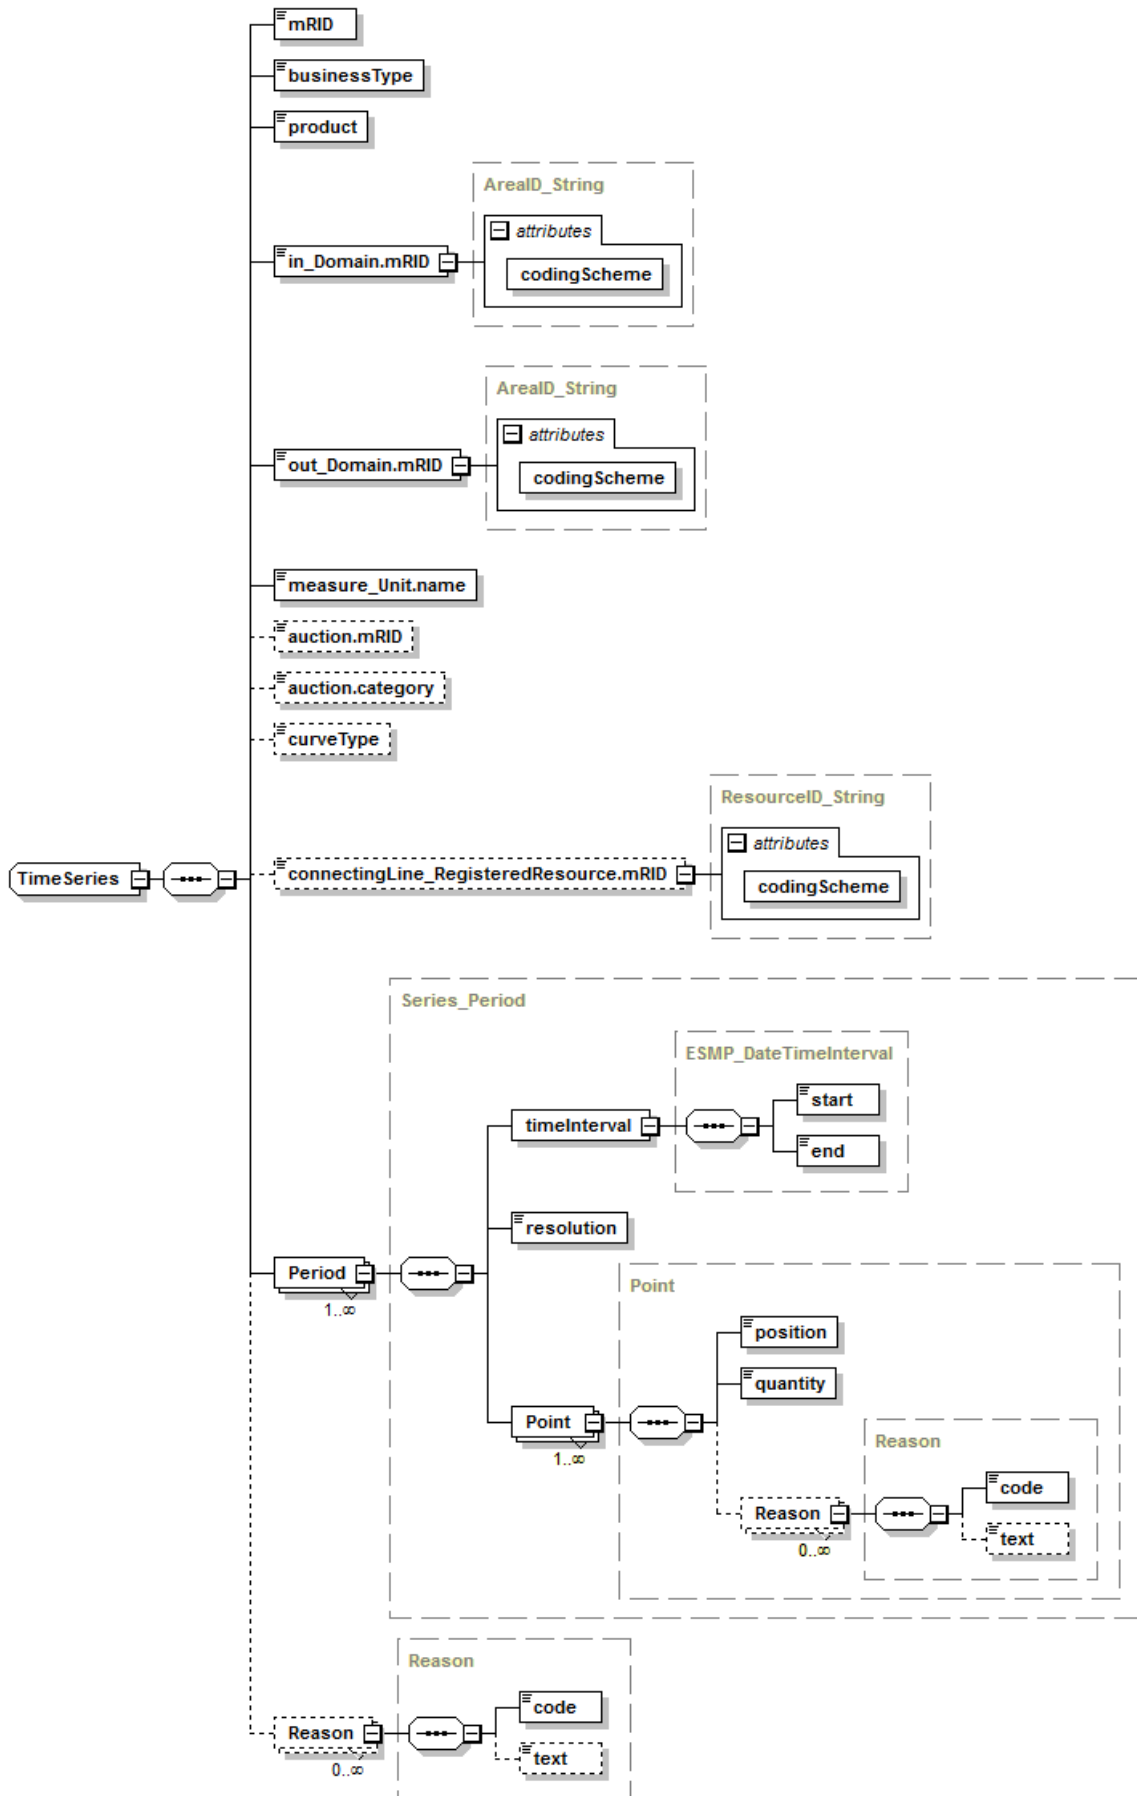 mRID
businessType
product
AreaID_String
attributes
in_Domain.mRID
codingScheme
AreaID_String
attributes
out_Domain.mRID
codingScheme
measure_Unit.name
auction.mRID
auction.category
curveType
ResourceID_String
attributes
TimeSeries
connectingLine_RegisteredResource.mRID
codingScheme
Series_Period
ESMP_DateTimeInterval
start
timeInterval
end
resolution
Period
1..∞
Point
position
quantity
Point
1..∞
Reason
code
Reason
text
0..∞
Reason
code
Reason
text
0..∞